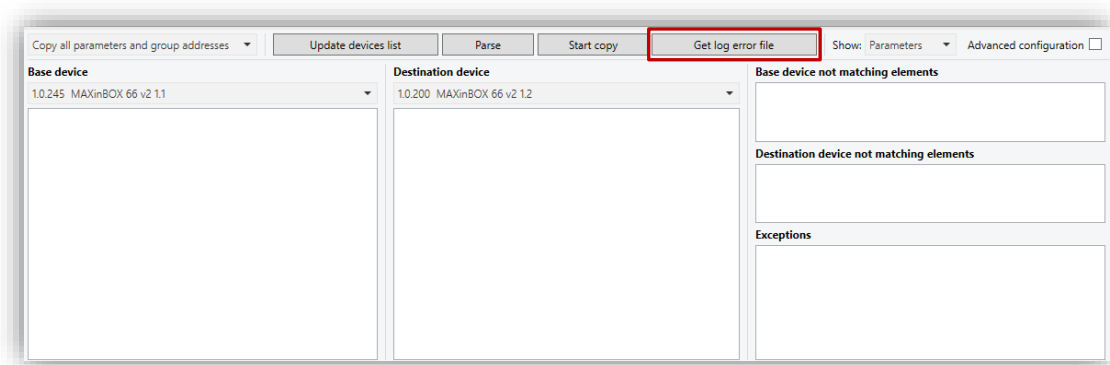 Copy all parameters and group addresses
Update devices list
Parse
Start copy
Get log error file
Show: Parameters
Advanced configuration
Base device
Destination device
Base device not matching elements
1.0.245 MAXinBOX 66 v2 1.1
1.0.200 MAXinBOX 66 v2 1.2
Destination device not matching elements
Exceptions